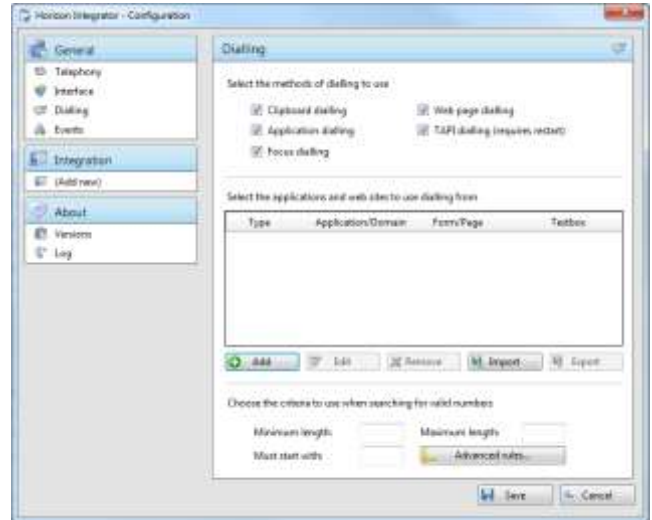 Horizon Integrator - Configuration
General
Telephony
Interface
Dialling
Events
Integration
(Add new)
About
Versions
Log
Dialling
Select the methods of dialling to use
Clipboard dialling
Web page dialling
Application dialling
TAPI dialling (requires restart)
Focus dialling
Select the applications and web sites to use dialling from
Type Application/Domain Form/Page Textbox
Add Edit Remove Import Export
Choose the criteria to use when searching for valid numbers
Minimum length: Maximum length:
Must start with: Advanced rules...
Save Cancel